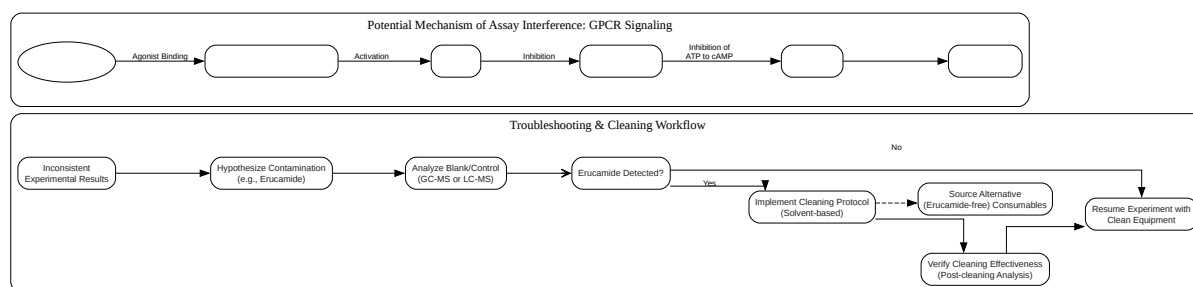 Potential Mechanism of Assay Interference: GPCR Signaling
Agonist Binding
Activation
Inhibition
Inhibition of
ATP to cAMP
Troubleshooting & Cleaning Workflow
Inconsistent
Experimental Results
Hypothesize Contamination
(e.g., Erucamide)
Analyze Blank/Control
(GC-MS or LC-MS)
Erucamide Detected?
No
Yes
Implement Cleaning Protocol
(Solvent-based)
Source Alternative
(Erucamide-free) Consumables
Verify Cleaning Effectiveness
(Post-cleaning Analysis)
Resume Experiment with
Clean Equipment